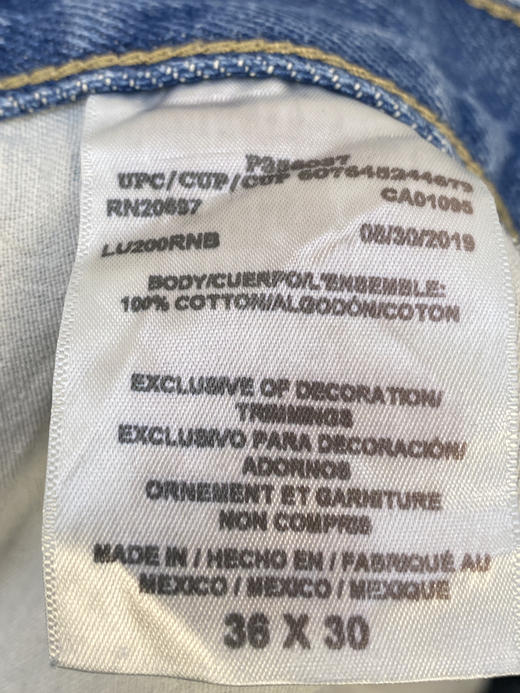 UPC/CUP/CUP
RN20697 CA01095
LU200RNB 08/30/2019
BODY/CUERPO/L'ENSEMBLE:
100% COTTON/ALGODÓN/COTON
EXCLUSIVE OF DECORATION/
TRIMMINGS
EXCLUSIVO PARA DECORACIÓN/
ADORNOS
ORNEMENT ET GARNITURE
NON COMPRIS
MADE IN / HECHO EN / FABRIQUÉ AU
MEXICO / MEXICO / MEXIQUE
36 X 30